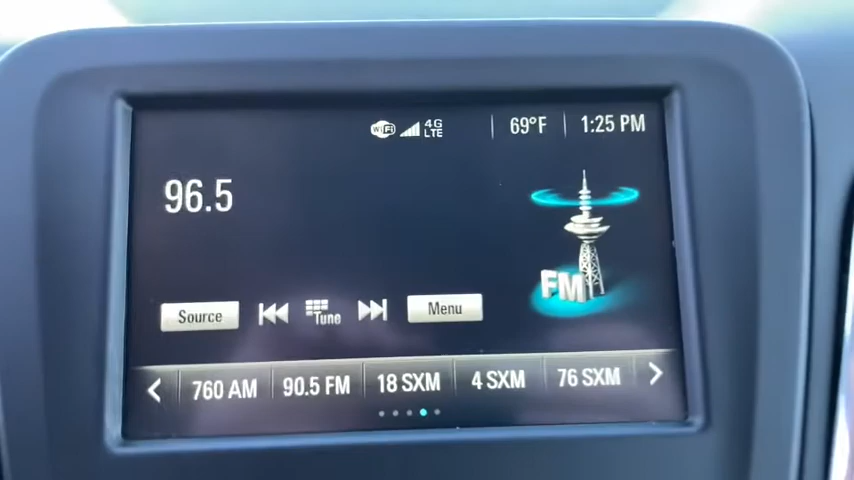 WiFi 4G LTE 69°F 1:25 PM
96.5
FM
Source Tune Menu
760 AM 90.5 FM 18 SXM 4 SXM 76 SXM